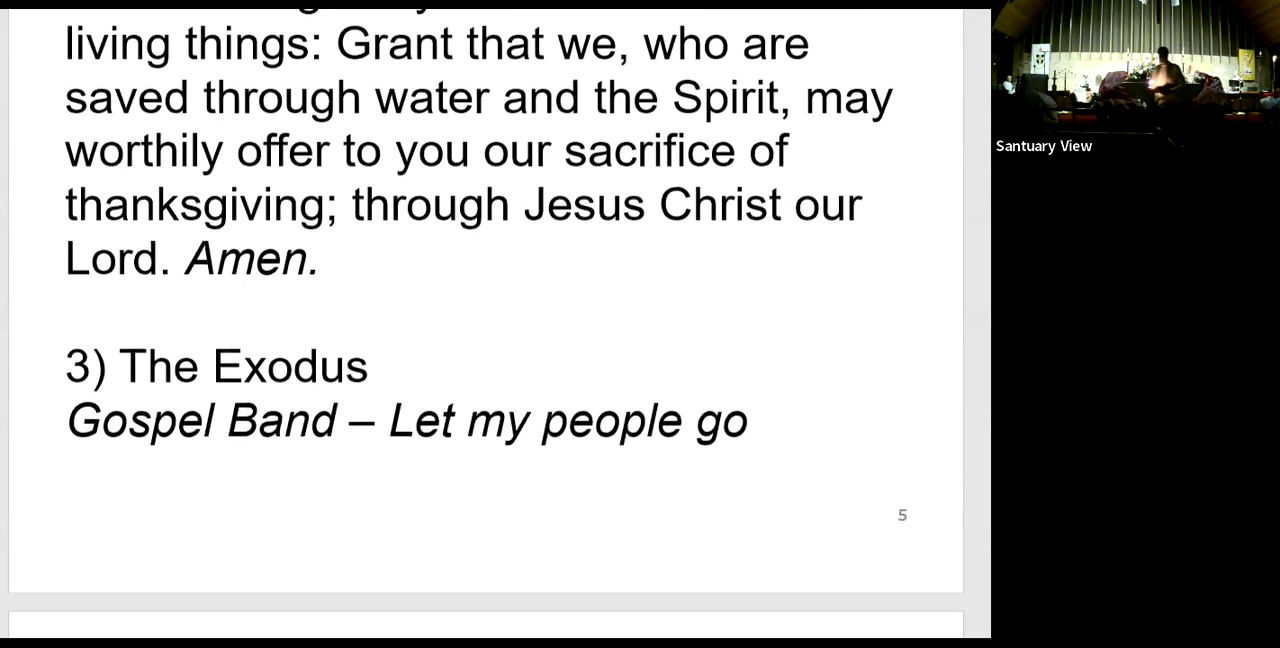 living things: Grant that we, who are
saved through water and the Spirit, may
worthily offer to you our sacrifice of
thanksgiving; through Jesus Christ our
Lord. Amen.
3) The Exodus
Gospel Band – Let my people go
5
Santuary View